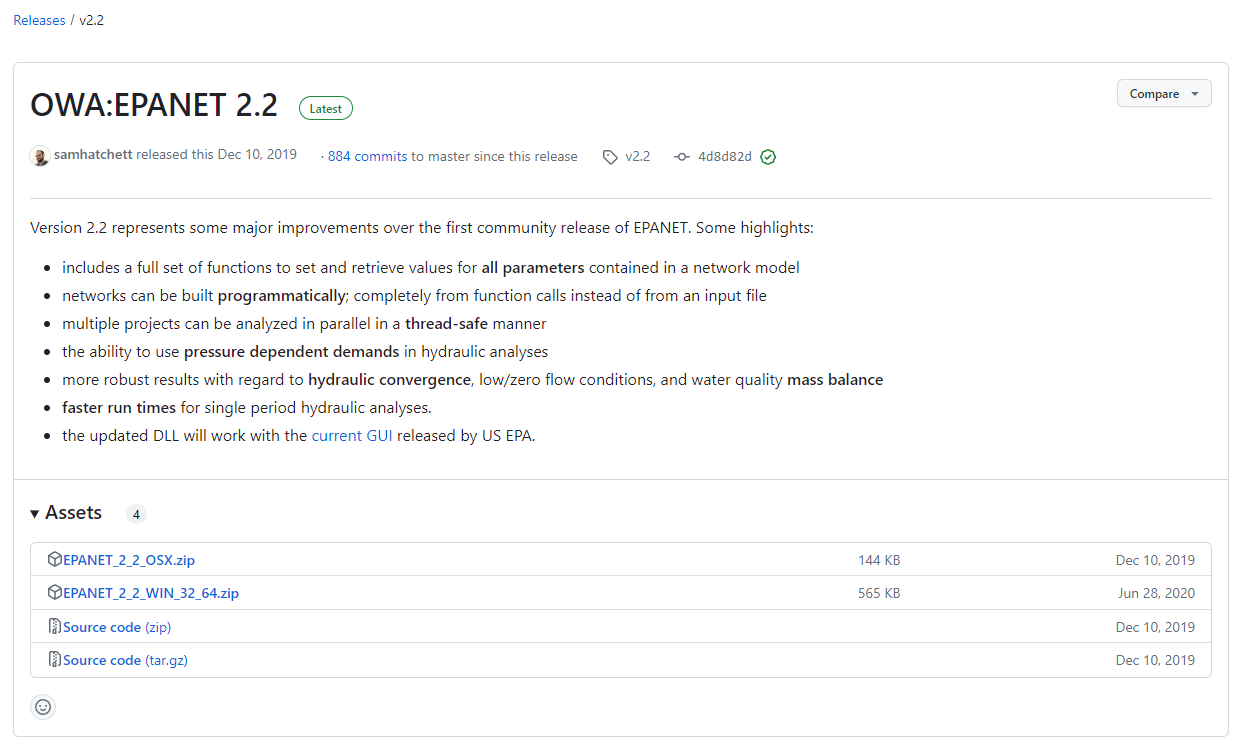 Releases / v2.2
OWA:EPANET 2.2 Latest Compare
samhatchett released this Dec 10, 2019 · 884 commits to master since this release v2.2 4d8d82d
Version 2.2 represents some major improvements over the first community release of EPANET. Some highlights:
• includes a full set of functions to set and retrieve values for all parameters contained in a network model
• networks can be built programmatically; completely from function calls instead of from an input file
• multiple projects can be analyzed in parallel in a thread-safe manner
• the ability to use pressure dependent demands in hydraulic analyses
• more robust results with regard to hydraulic convergence, low/zero flow conditions, and water quality mass balance
• faster run times for single period hydraulic analyses.
• the updated DLL will work with the current GUI released by US EPA.
Assets 4
EPANET_2_2_OSX.zip 144 KB Dec 10, 2019
EPANET_2_2_WIN_32_64.zip 565 KB Jun 28, 2020
Source code (zip) Dec 10, 2019
Source code (tar.gz) Dec 10, 2019